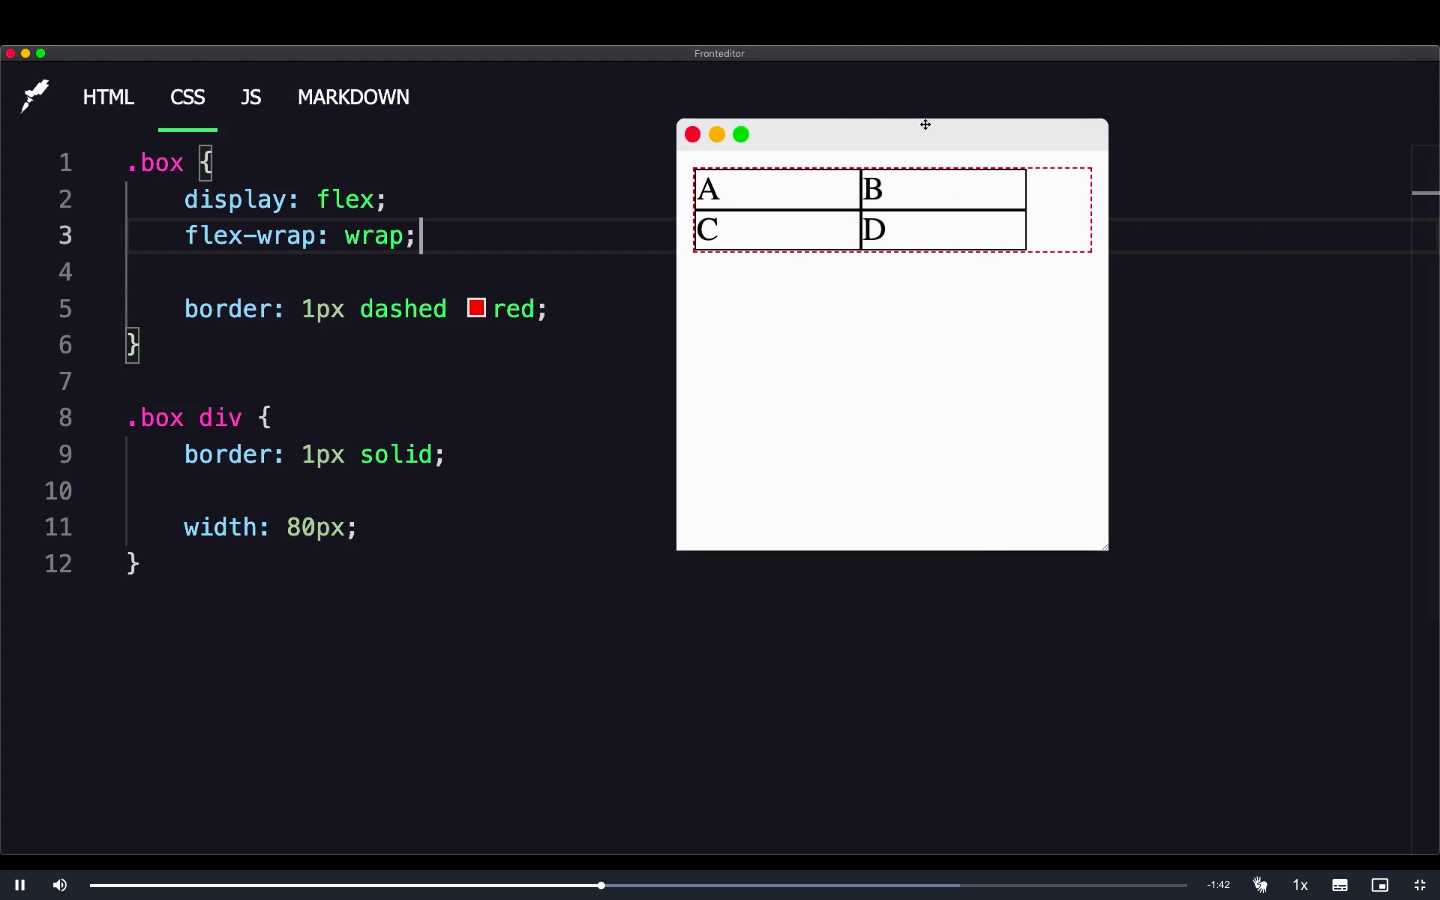 Fronteditor
HTML CSS JS MARKDOWN
1 .box {
2 display: flex;
3 flex-wrap: wrap;
4
5 border: 1px dashed red;
6 }
7
8 .box div {
9 border: 1px solid;
10
11 width: 80px;
12 }
A B
C D
-1:42 1x